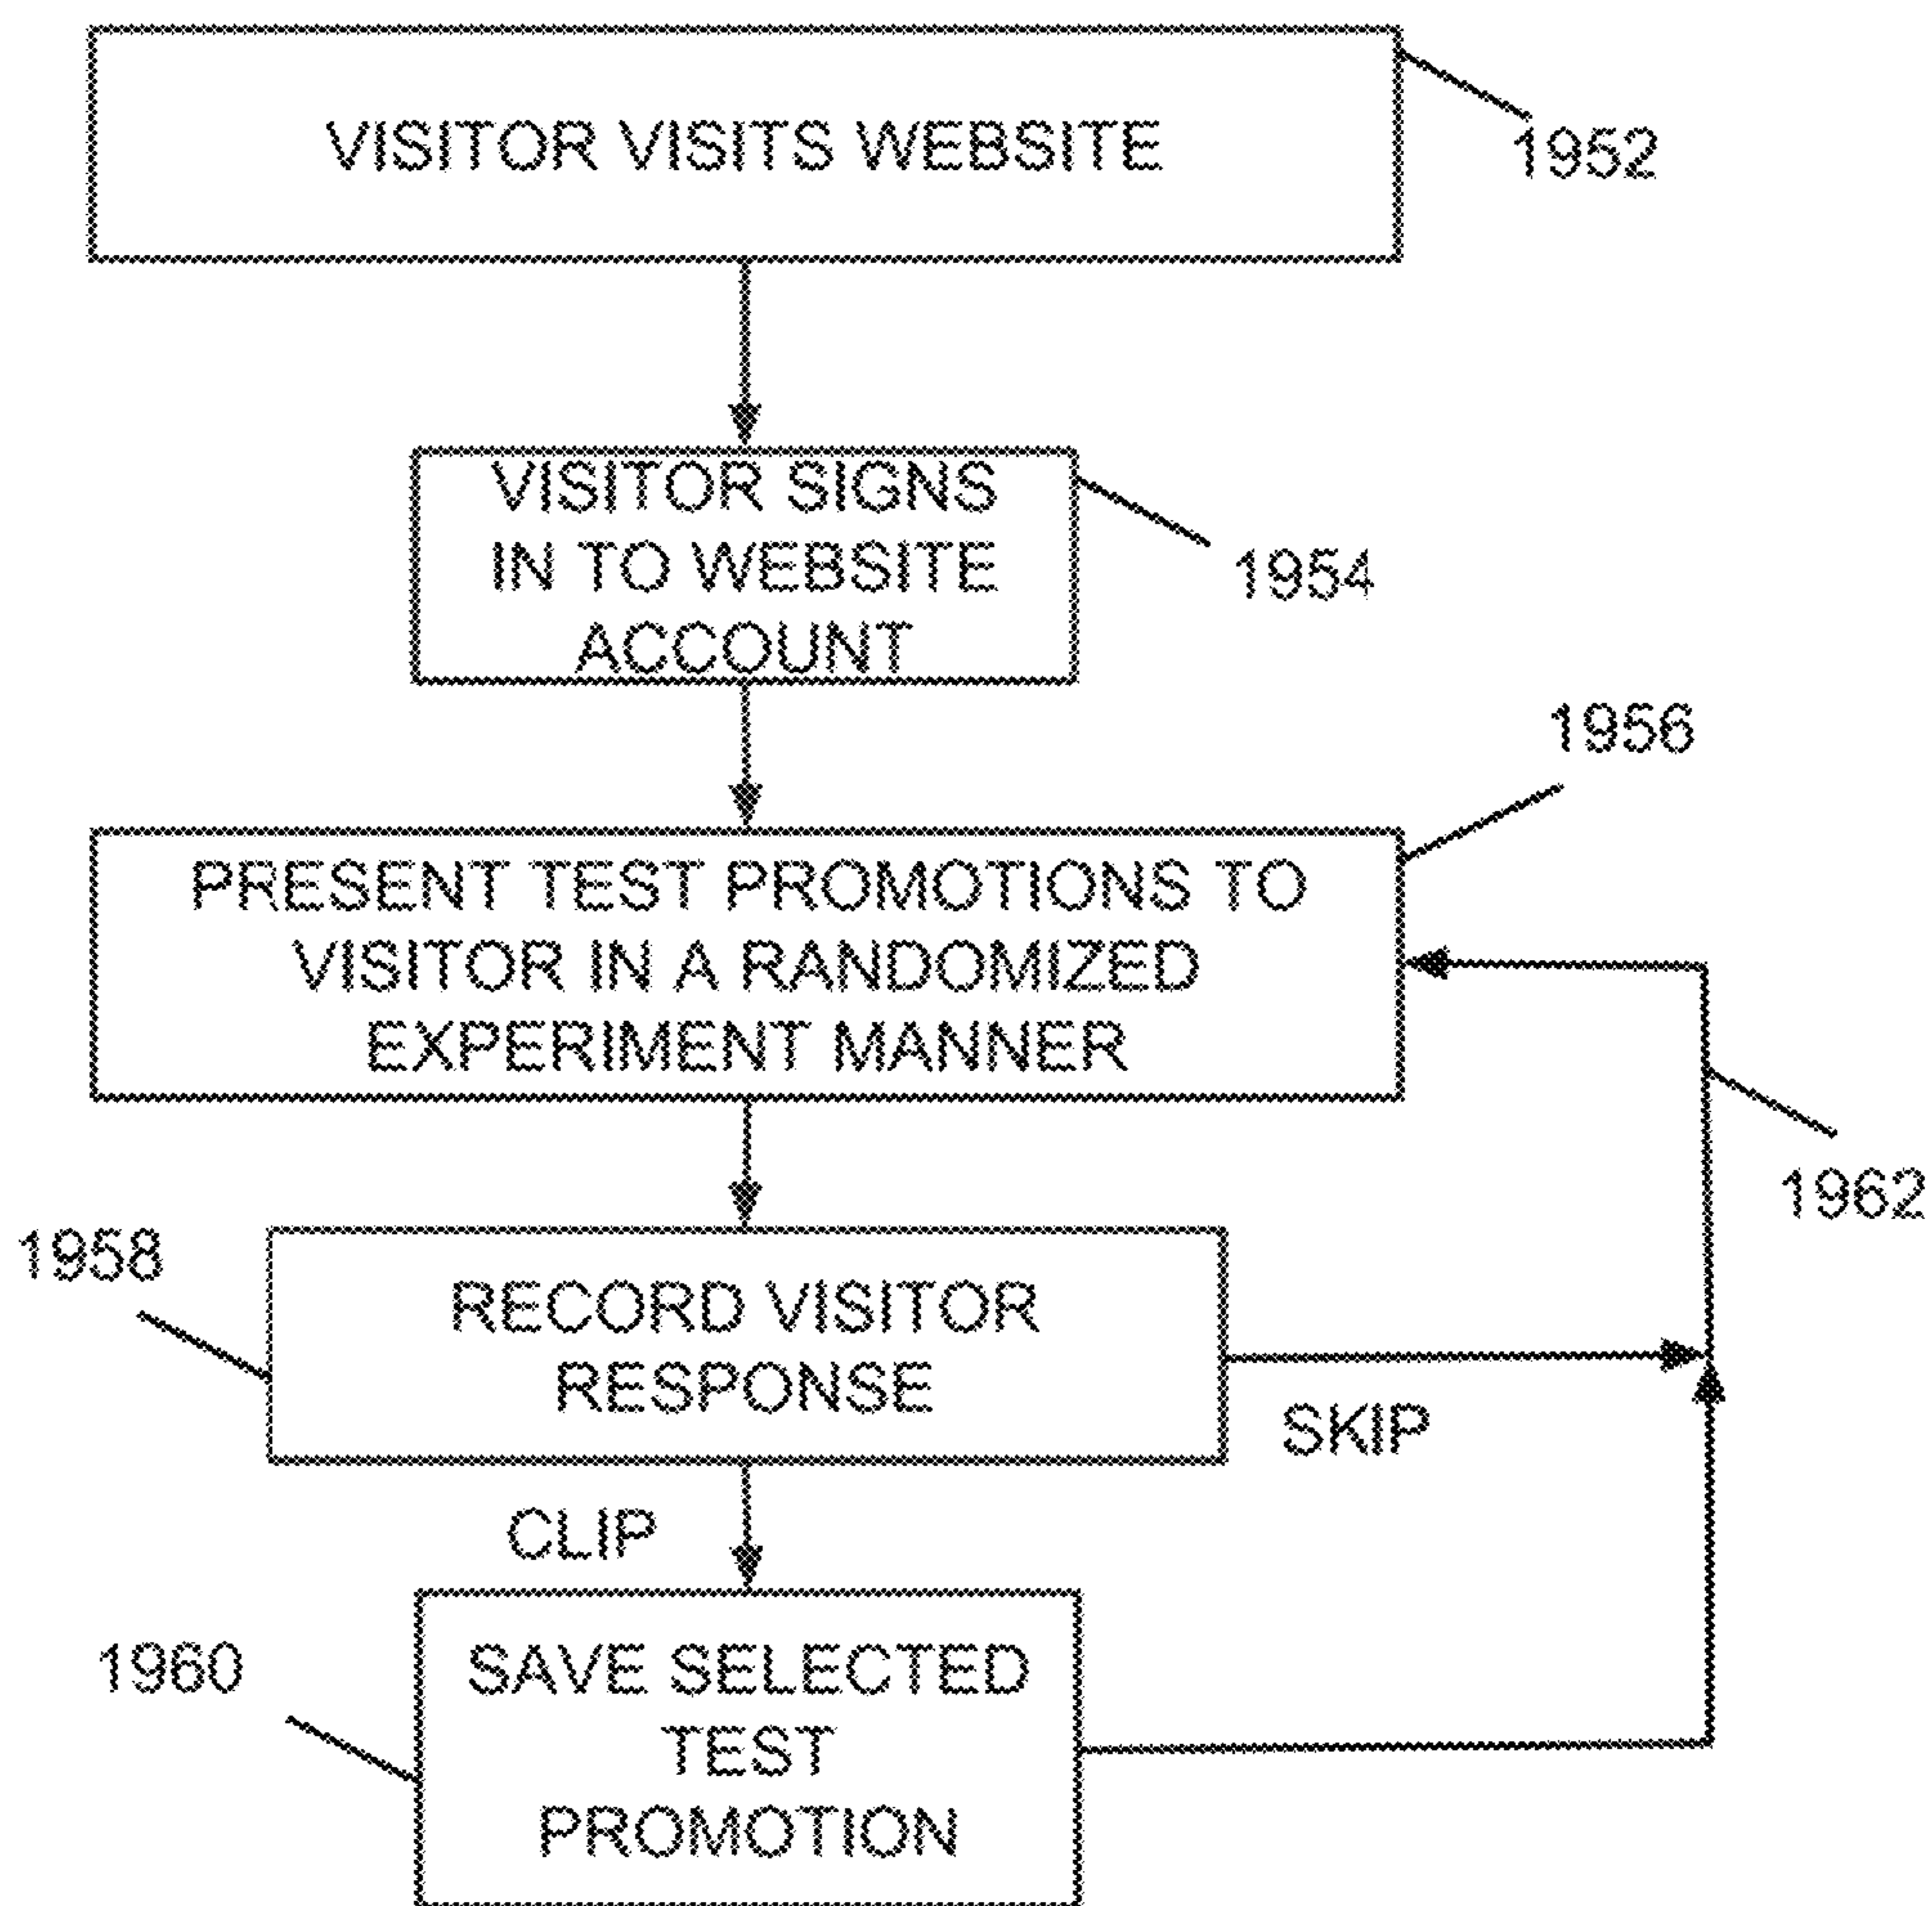 VISITOR VISITS WEBSITE
1952
VISITOR SIGNS
IN TO WEBSITE
ACCOUNT
1954
1956
PRESENT TEST PROMOTIONS TO
VISITOR IN A RANDOMIZED
EXPERIMENT MANNER
1962
1958
RECORD VISITOR
RESPONSE
SKIP
CLIP
1960
SAVE SELECTED
TEST
PROMOTION